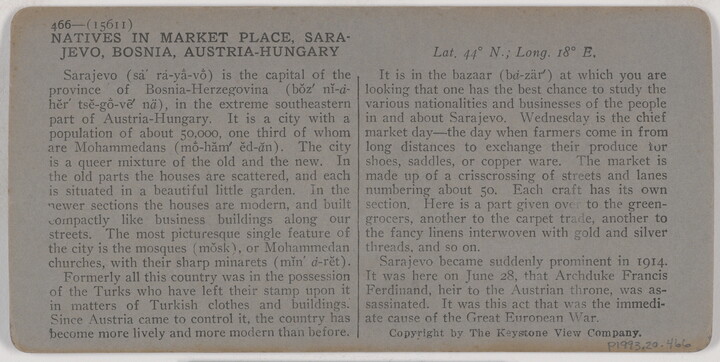 466—(15611)
NATIVES IN MARKET PLACE, SARA-
JEVO, BOSNIA, AUSTRIA-HUNGARY
Sarajevo (sä′ rá-yå-vô) is the capital of the
province of Bosnia-Herzegovina (bŏz′ nĭ-á-
hĕr′ tsĕ-gô-vē′ nä), in the extreme southeastern
part of Austria-Hungary. It is a city with a
population of about 50,000, one third of whom
are Mohammedans (mô-hăm′ ĕd-ăn). The city
is a queer mixture of the old and the new. In
the old parts the houses are scattered, and each
is situated in a beautiful little garden. In the
newer sections the houses are modern, and built
compactly like business buildings along our
streets. The most picturesque single feature of
the city is the mosques (mŏsk), or Mohammedan
churches, with their sharp minarets (mĭn′ á-rĕt).
Formerly all this country was in the possession
of the Turks who have left their stamp upon it
in matters of Turkish clothes and buildings.
Since Austria came to control it, the country has
become more lively and more modern than before.
Lat. 44° N.; Long. 18° E.
It is in the bazaar (bá-zär′) at which you are
looking that one has the best chance to study the
various nationalities and businesses of the people
in and about Sarajevo. Wednesday is the chief
market day—the day when farmers come in from
long distances to exchange their produce for
shoes, saddles, or copper ware. The market is
made up of a crisscrossing of streets and lanes
numbering about 50. Each craft has its own
section. Here is a part given over to the green-
grocers, another to the carpet trade, another to
the fancy linens interwoven with gold and silver
threads, and so on.
Sarajevo became suddenly prominent in 1914.
It was here on June 28, that Archduke Francis
Ferdinand, heir to the Austrian throne, was as-
sassinated. It was this act that was the immedi-
ate cause of the Great European War.
Copyright by The Keystone View Company.
P1993.20-466